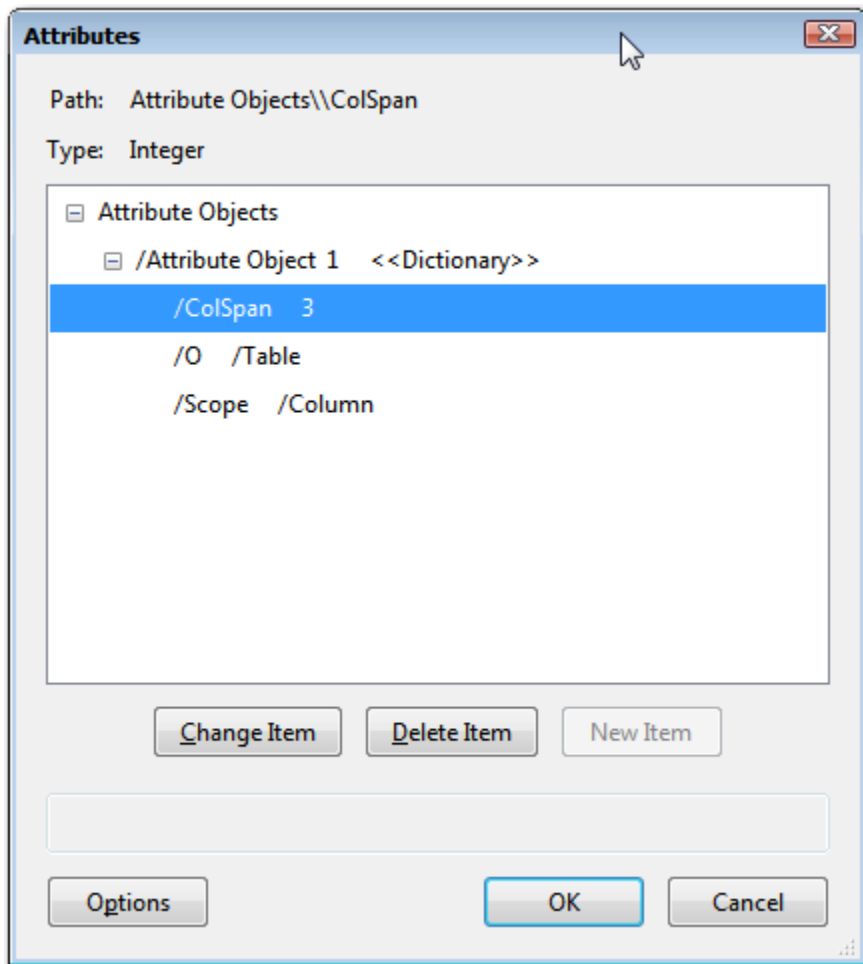 Attributes
Path: Attribute Objects\\ColSpan
Type: Integer
Attribute Objects
/Attribute Object 1 <<Dictionary>>
/ColSpan 3
/O /Table
/Scope /Column
Change Item Delete Item New Item
Options OK Cancel